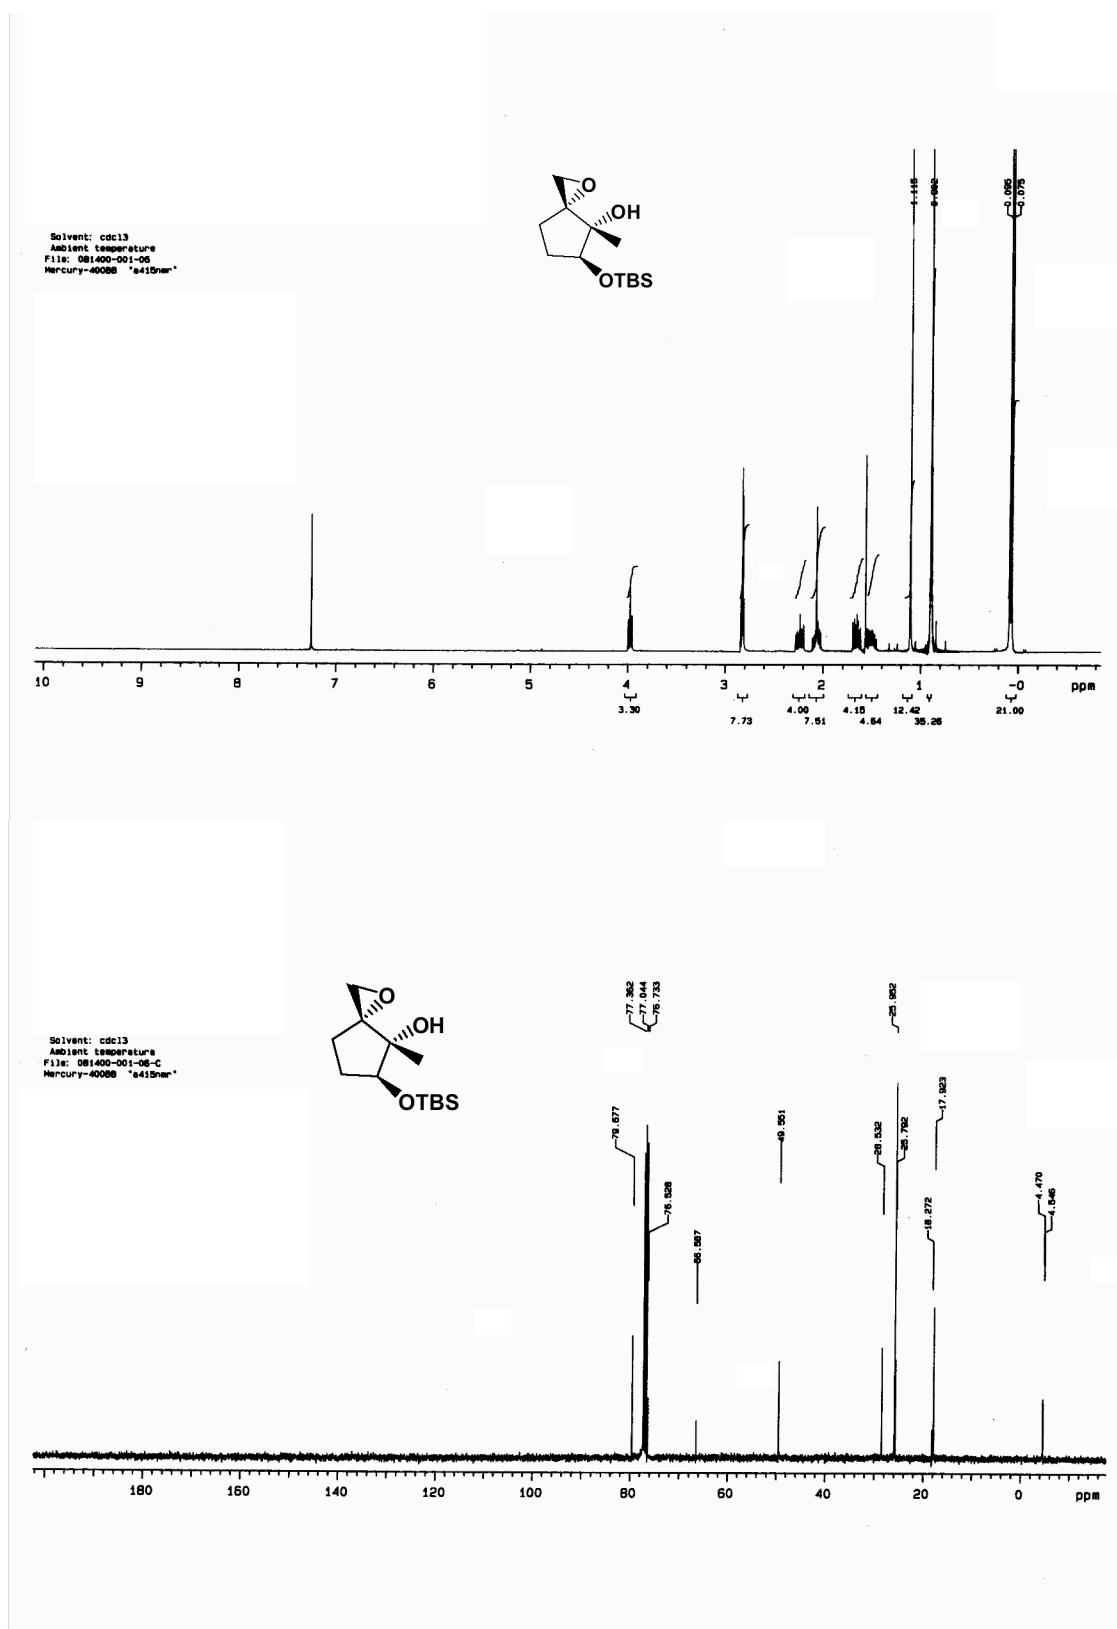 O
OH
OTBS
1.115
0.892
0.095
0.075
Solvent: cdcl3
Ambient temperature
File: 081400-001-06
Mercury-400BB "a415nmr"
10 9 8 7 6 5 4 3 2 1 -0 ppm
3.30 4.00 4.15 12.42 21.00
7.73 7.51 4.64 35.26
O
OH
OTBS
Solvent: cdcl3
Ambient temperature
File: 081400-001-06-C
Mercury-400BB "a415nmr"
77.362
77.044
76.733
25.952
79.677
76.528
66.587
49.551
28.532
25.792
17.923
18.272
-4.470
-4.646
180 160 140 120 100 80 60 40 20 0 ppm